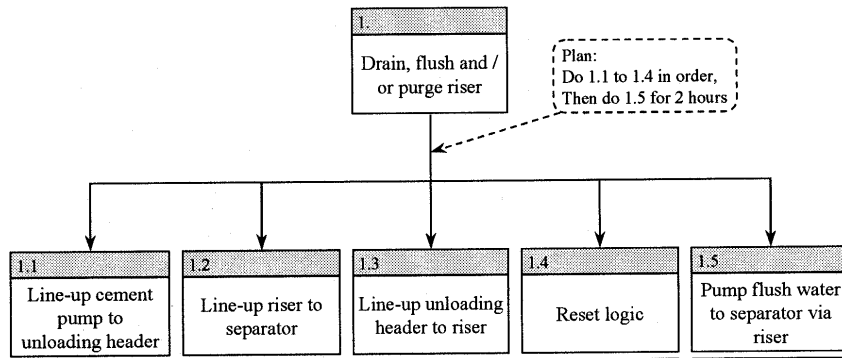 1.
Drain, flush and /
or purge riser
Plan:
Do 1.1 to 1.4 in order,
Then do 1.5 for 2 hours
1.1
Line-up cement
pump to
unloading header
1.2
Line-up riser to
separator
1.3
Line-up unloading
header to riser
1.4
Reset logic
1.5
Pump flush water
to separator via
riser